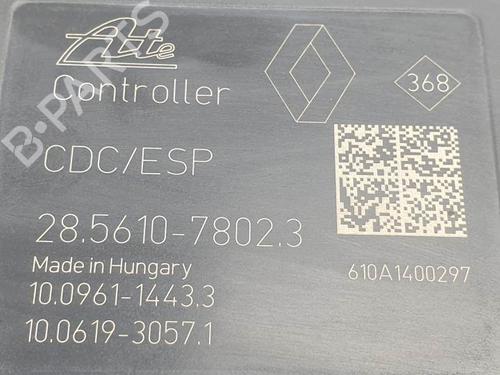 Ate
368
Controller
CDC/ESP
28.5610-7802.3
Made in Hungary
610A1400297
10.0961-1443.3
10.0619-3057.1
B-PARTS